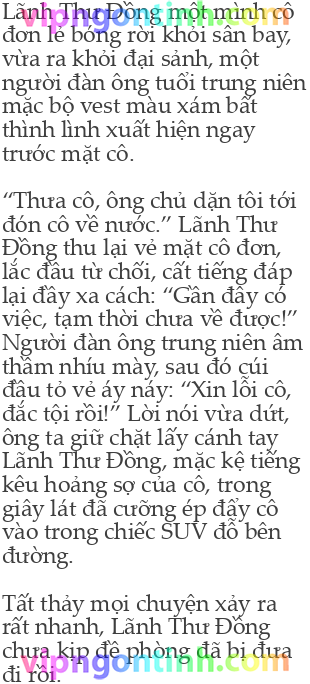 Lãnh Thư Đồng một mình cô
vipngontinh.com
đơn lẻ bóng rời khỏi sân bay,
vừa ra khỏi đại sảnh, một
người đàn ông tuổi trung niên
mặc bộ vest màu xám bất
thình lình xuất hiện ngay
trước mặt cô.
“Thưa cô, ông chủ dặn tôi tới
đón cô về nước.” Lãnh Thư
Đồng thu lại vẻ mặt cô đơn,
lắc đầu từ chối, cất tiếng đáp
lại đầy xa cách: “Gần đây có
việc, tạm thời chưa về được!”
Người đàn ông trung niên âm
thầm nhíu mày, sau đó cúi
đầu tỏ vẻ áy náy: “Xin lỗi cô,
đắc tội rồi!” Lời nói vừa dứt,
ông ta giữ chặt lấy cánh tay
Lãnh Thư Đồng, mặc kệ tiếng
kêu hoảng sợ của cô, trong
giây lát đã cưỡng ép đẩy cô
vào trong chiếc SUV đỗ bên
đường.
Tất thảy mọi chuyện xảy ra
rất nhanh, Lãnh Thư Đồng
chưa kịp đề phòng đã bị đưa
vipngontinh.com
đi rồi.